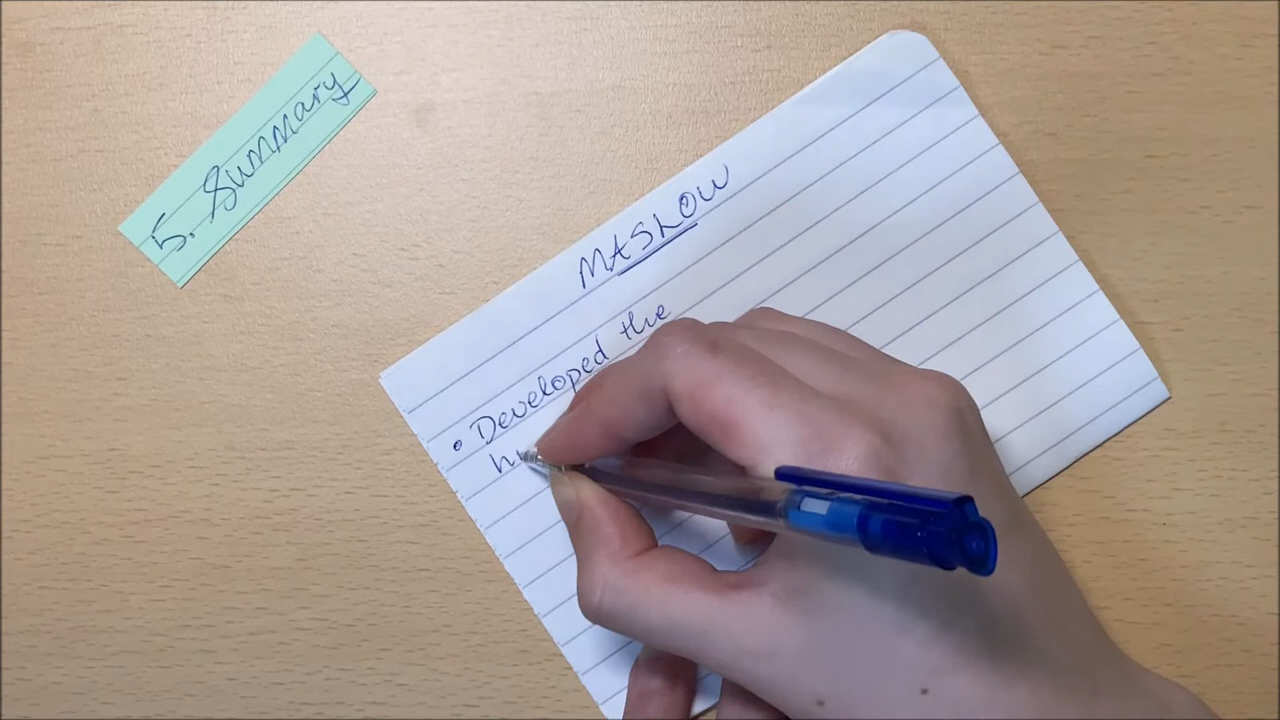 5. Summary
MASLOW
• Developed the